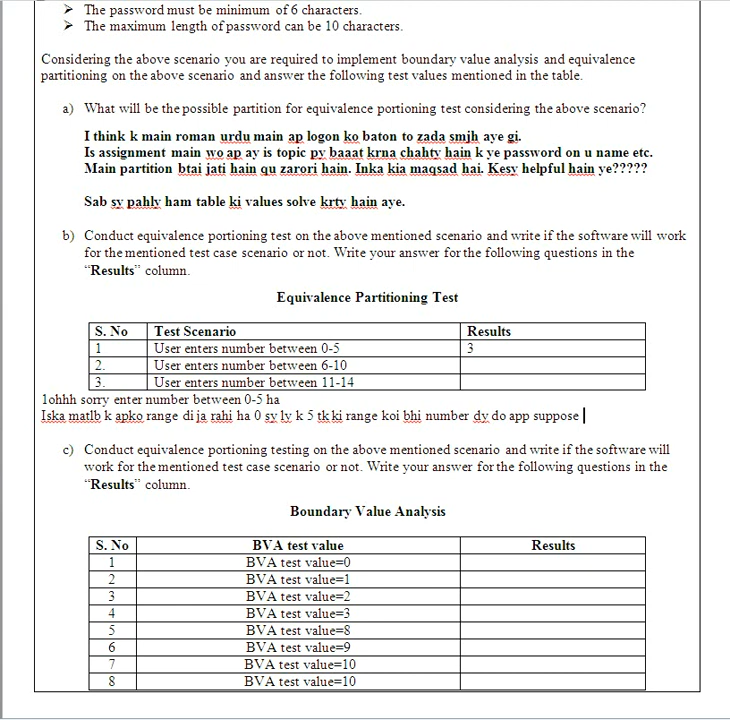 ➢ The password must be minimum of 6 characters.
➢ The maximum length of password can be 10 characters.
Considering the above scenario you are required to implement boundary value analysis and equivalence
partitioning on the above scenario and answer the following test values mentioned in the table.
a) What will be the possible partition for equivalence portioning test considering the above scenario?
I think k main roman urdu main ap logon ko baton to zada smjh aye gi.
Is assignment main wo ap ay is topic py baaat krna chahty hain k ye password on u name etc.
Main partition btai jati hain qu zarori hain. Inka kia maqsad hai. Kesy helpful hain ye?????
Sab sy pahly ham table ki values solve krty hain aye.
b) Conduct equivalence portioning test on the above mentioned scenario and write if the software will work
for the mentioned test case scenario or not. Write your answer for the following questions in the
“Results” column.
Equivalence Partitioning Test
S. No Test Scenario Results
1 User enters number between 0-5 3
2. User enters number between 6-10
3. User enters number between 11-14
1ohhh sorry enter number between 0-5 ha
Iska matlb k apko range di ja rahi ha 0 sy ly k 5 tk ki range koi bhi number dy do app suppose
c) Conduct equivalence portioning testing on the above mentioned scenario and write if the software will
work for the mentioned test case scenario or not. Write your answer for the following questions in the
“Results” column.
Boundary Value Analysis
S. No BVA test value Results
1 BVA test value=0
2 BVA test value=1
3 BVA test value=2
4 BVA test value=3
5 BVA test value=8
6 BVA test value=9
7 BVA test value=10
8 BVA test value=10